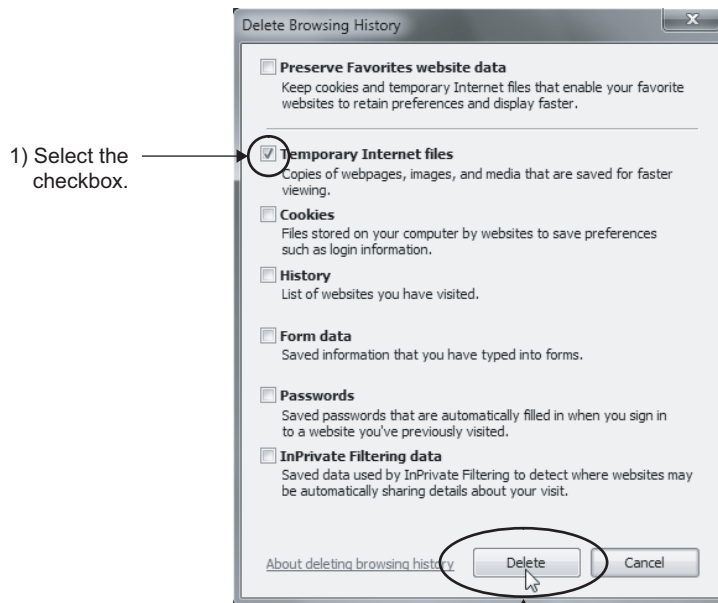 Delete Browsing History
Preserve Favorites website data
Keep cookies and temporary Internet files that enable your favorite
websites to retain preferences and display faster.
1) Select the
checkbox.
Temporary Internet files
Copies of webpages, images, and media that are saved for faster
viewing.
Cookies
Files stored on your computer by websites to save preferences
such as login information.
History
List of websites you have visited.
Form data
Saved information that you have typed into forms.
Passwords
Saved passwords that are automatically filled in when you sign in
to a website you've previously visited.
InPrivate Filtering data
Saved data used by InPrivate Filtering to detect where websites may
be automatically sharing details about your visit.
About deleting browsing history
Delete
Cancel